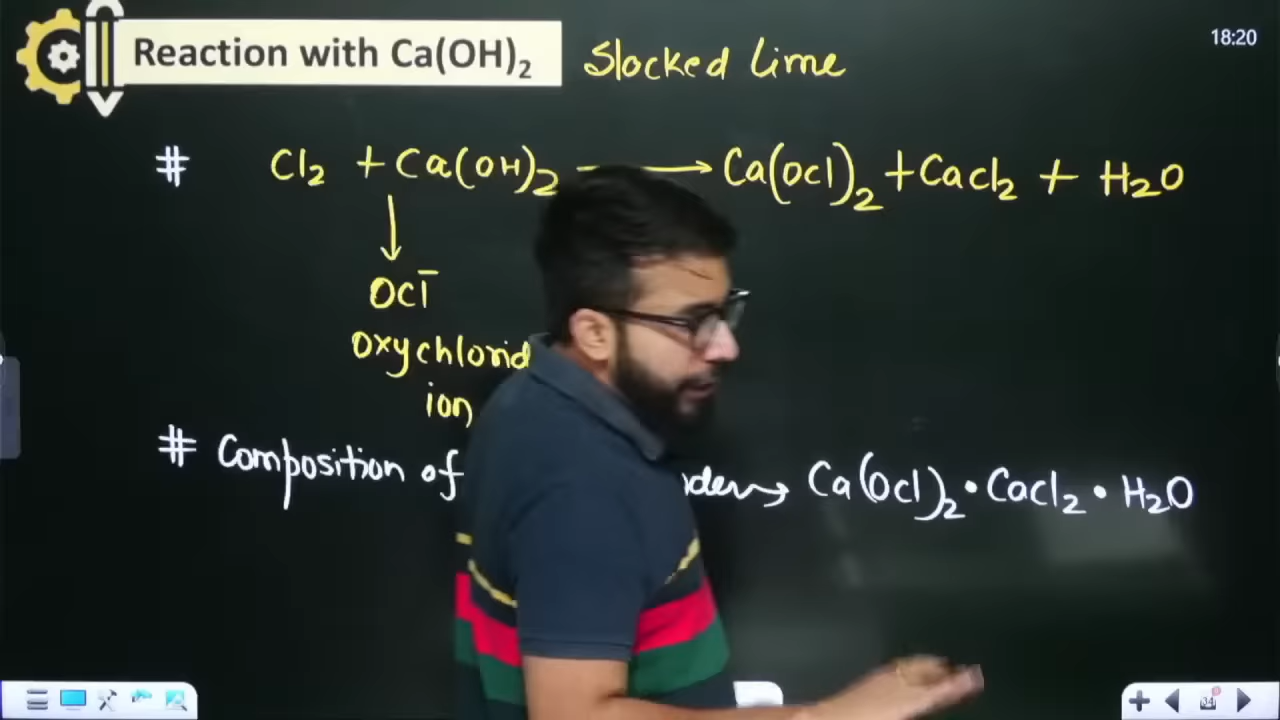 Reaction with Ca(OH)₂ Slocked Lime
18:20
# Cl₂ + Ca(OH)₂ → Ca(OCl)₂ + CaCl₂ + H₂O
↓
OCl⁻
oxychlorid
ion
# Composition of → Ca(OCl)₂ • CaCl₂ • H₂O